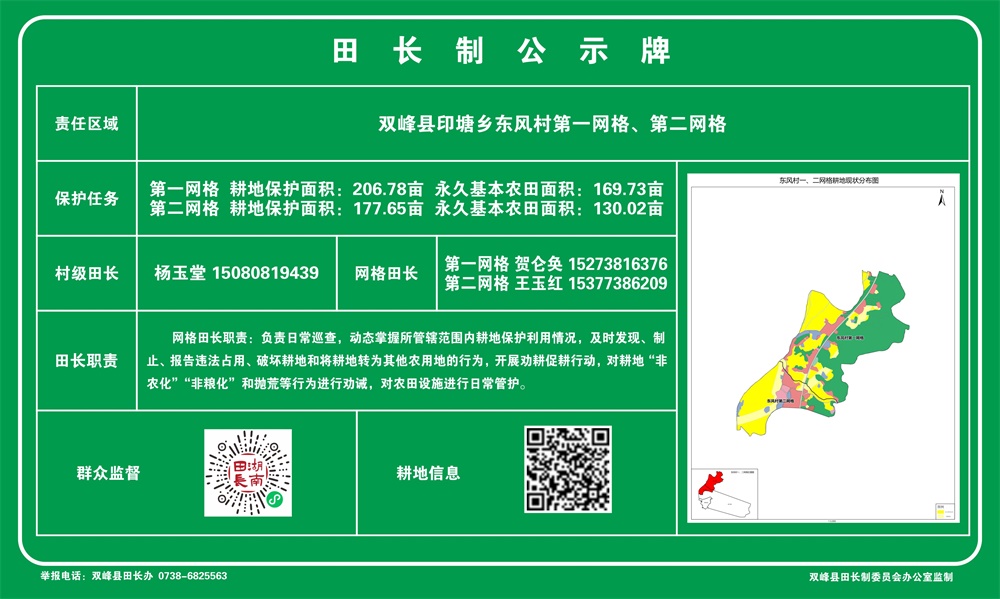 田长制公示牌
责任区域
双峰县印塘乡东风村第一网格、第二网格
保护任务
第一网格 耕地保护面积：206.78亩 永久基本农田面积：169.73亩
第二网格 耕地保护面积：177.65亩 永久基本农田面积：130.02亩
村级田长
杨玉堂 15080819439
网格田长
第一网格 贺仑奂 15273816376
第二网格 王玉红 15377386209
田长职责
网格田长职责：负责日常巡查，动态掌握所管辖范围内耕地保护利用情况，及时发现、制
止、报告违法占用、破坏耕地和将耕地转为其他农用地的行为，开展劝耕促耕行动，对耕地“非
农化”“非粮化”和抛荒等行为进行劝诫，对农田设施进行日常管护。
群众监督
湖南田長
耕地信息
东风村一、二网格耕地现状分布图
N
东风村第一网格
东风村第二网格
举报电话：双峰县田长办 0738-6825563
双峰县田长制委员会办公室监制